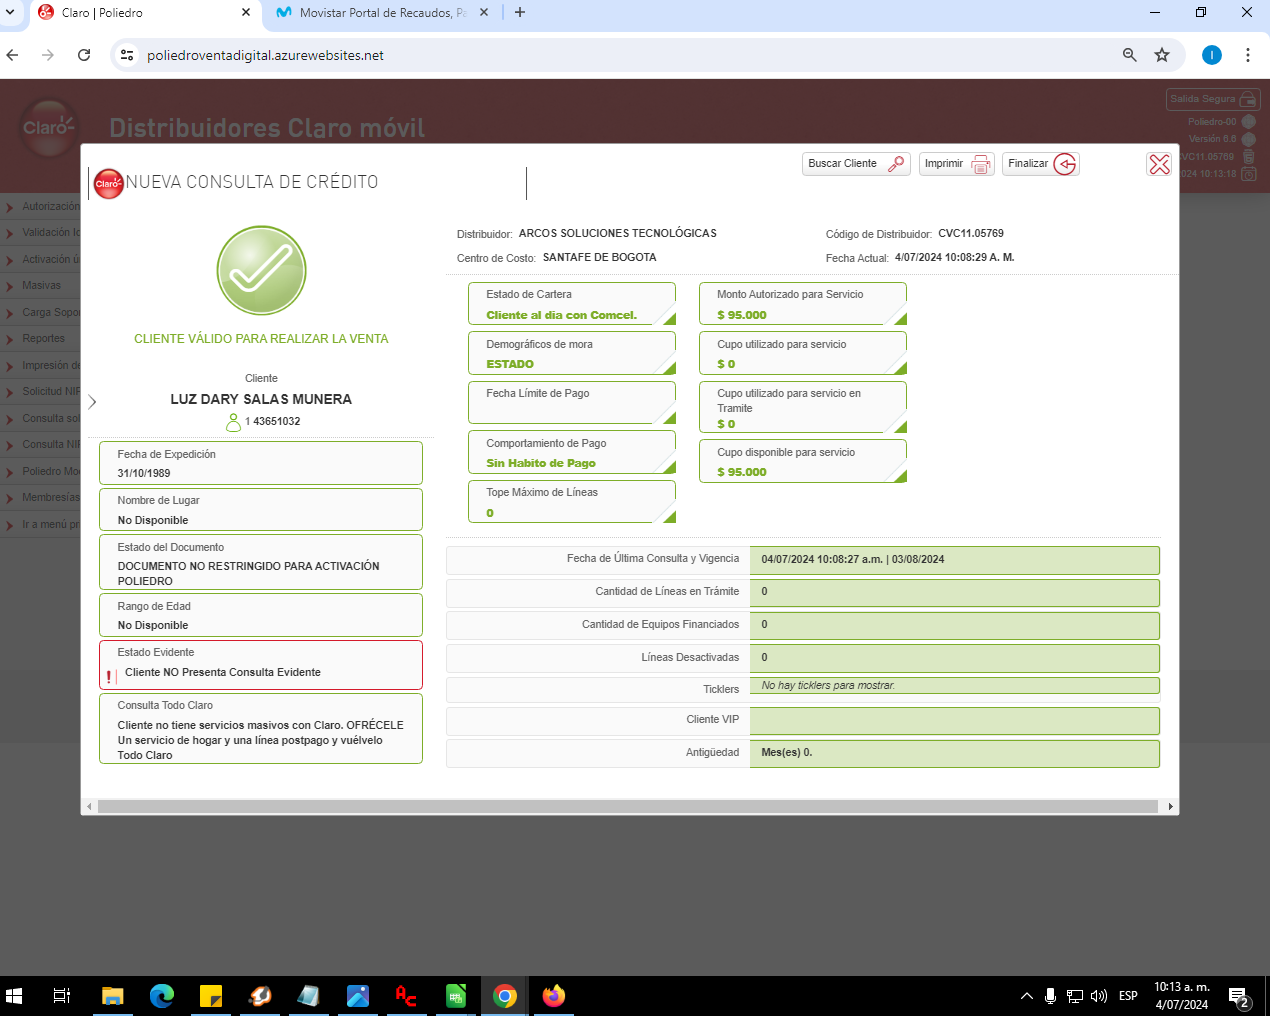 Claro | Poliedro
Movistar Portal de Recaudos, Pa
poliedroventadigital.azurewebsites.net
I
Claro
Distribuidores Claro móvil
Salida Segura
Poliedro-00
Versión 6.6
CVC11.05769
2024 10:13:18
Autorización
Validación Id
Activación ú
Masivas
Carga Sopo
Reportes
Impresión de
Solicitud NIP
Consulta sol
Consulta NIP
Poliedro Mo
Membresías
Ir a menú pri
Claro
NUEVA CONSULTA DE CRÉDITO
Buscar Cliente
Imprimir
Finalizar
CLIENTE VÁLIDO PARA REALIZAR LA VENTA
Cliente
LUZ DARY SALAS MUNERA
1 43651032
Fecha de Expedición
31/10/1989
Nombre de Lugar
No Disponible
Estado del Documento
DOCUMENTO NO RESTRINGIDO PARA ACTIVACIÓN
POLIEDRO
Rango de Edad
No Disponible
Estado Evidente
! Cliente NO Presenta Consulta Evidente
Consulta Todo Claro
Cliente no tiene servicios masivos con Claro. OFRÉCELE
Un servicio de hogar y una línea postpago y vuélvelo
Todo Claro
Distribuidor: ARCOS SOLUCIONES TECNOLÓGICAS
Código de Distribuidor: CVC11.05769
Centro de Costo: SANTAFE DE BOGOTA
Fecha Actual: 4/07/2024 10:08:29 A. M.
Estado de Cartera
Cliente al dia con Comcel.
Demográficos de mora
ESTADO
Fecha Límite de Pago
Comportamiento de Pago
Sin Habito de Pago
Tope Máximo de Líneas
0
Monto Autorizado para Servicio
$ 95.000
Cupo utilizado para servicio
$ 0
Cupo utilizado para servicio en
Tramite
$ 0
Cupo disponible para servicio
$ 95.000
Fecha de Última Consulta y Vigencia 04/07/2024 10:08:27 a.m. | 03/08/2024
Cantidad de Líneas en Trámite 0
Cantidad de Equipos Financiados 0
Líneas Desactivadas 0
Ticklers No hay ticklers para mostrar.
Cliente VIP
Antigüedad Mes(es) 0.
ESP
10:13 a. m.
4/07/2024
2